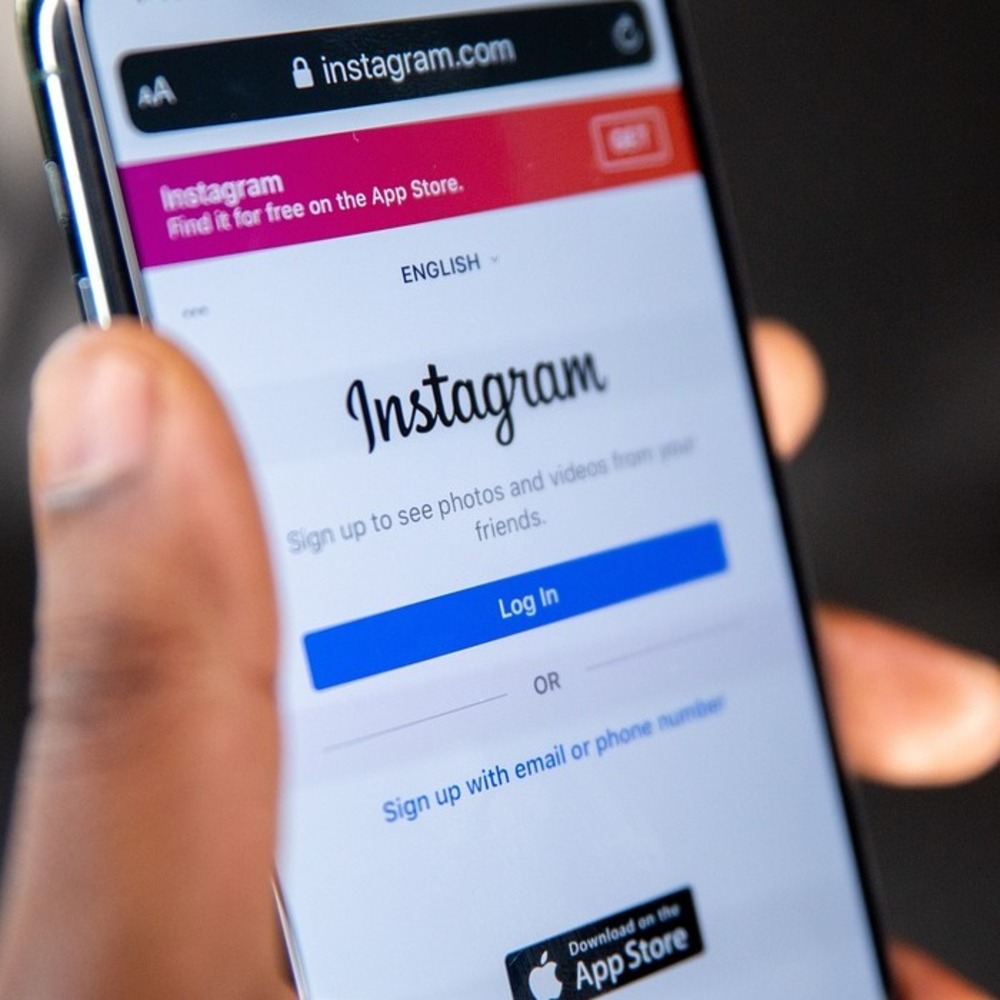 AA instagram.com
Instagram
GET
Find it for free on the App Store.
ENGLISH
Instagram
Sign up to see photos and videos from your
friends.
Log In
OR
Sign up with email or phone number
Download on the
App Store